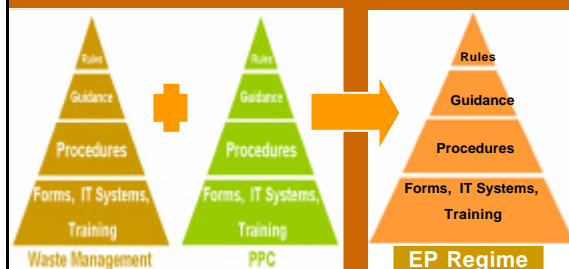 Rules
Guidance
Procedures
Forms, IT Systems,
Training
Waste Management
Rules
Guidance
Procedures
Forms, IT Systems,
Training
PPC
Rules
Guidance
Procedures
Forms, IT Systems,
Training
EP Regime